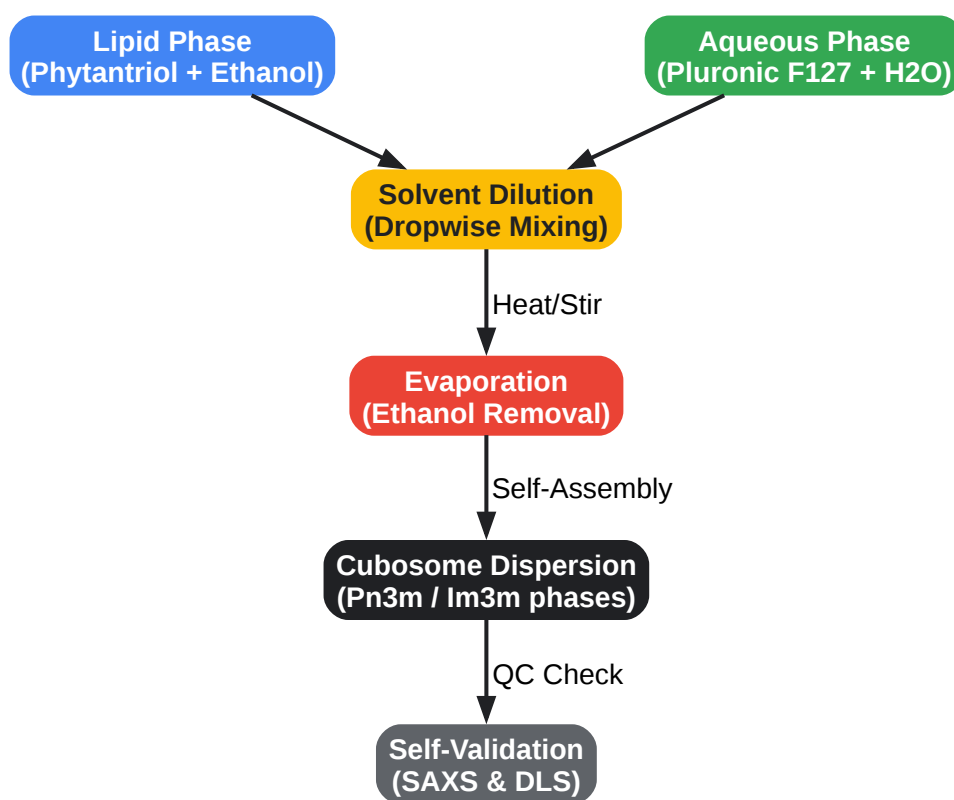 Lipid Phase
(Phytantriol + Ethanol)
Aqueous Phase
(Pluronic F127 + H2O)
Solvent Dilution
(Dropwise Mixing)
Heat/Stir
Evaporation
(Ethanol Removal)
Self-Assembly
Cubosome Dispersion
(Pn3m / Im3m phases)
QC Check
Self-Validation
(SAXS & DLS)